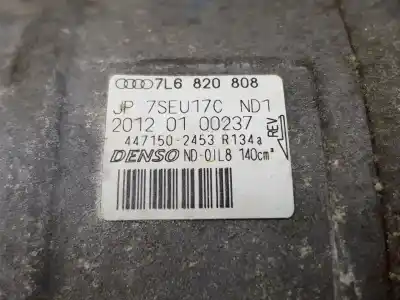 7L6 820 808
JP 7SEU17C ND1
2012 01 00237
REV
447150-2453 R134a
DENSO ND-OIL8 140cm³